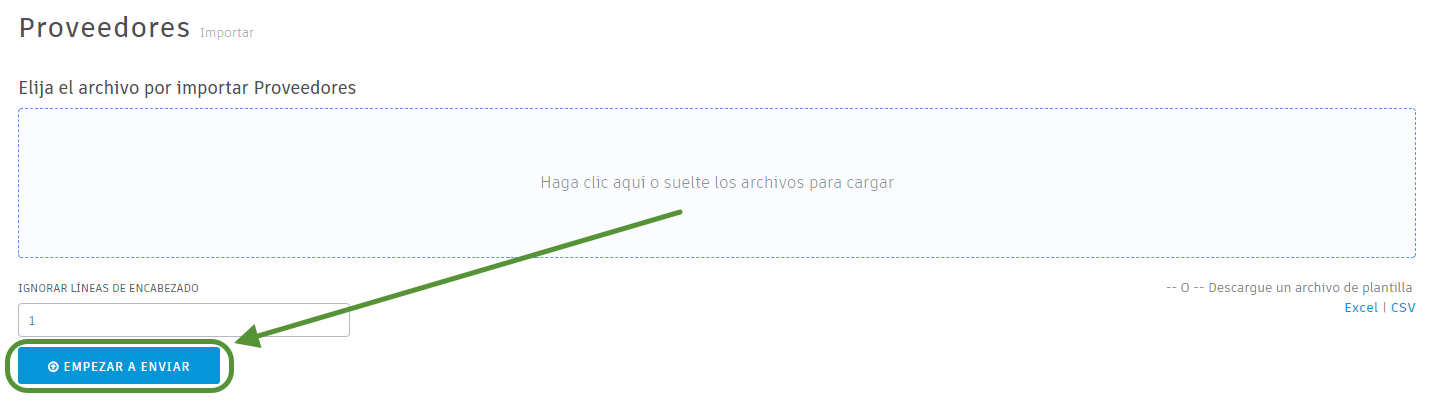 Proveedores Importar
Elija el archivo por importar Proveedores
Haga clic aquí o suelte los archivos para cargar
IGNORAR LÍNEAS DE ENCABEZADO
-- O -- Descargue un archivo de plantilla
1
Excel | CSV
EMPEZAR A ENVIAR